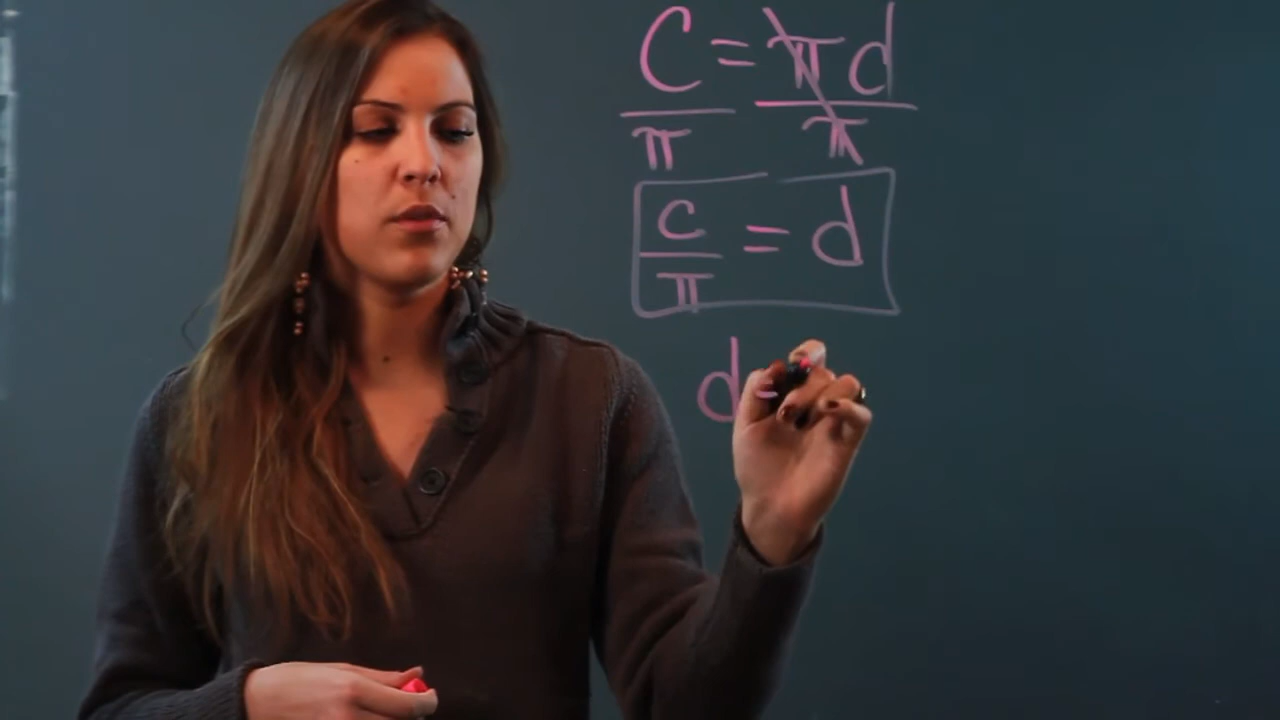 C = πd
π π
C = d
π
d =